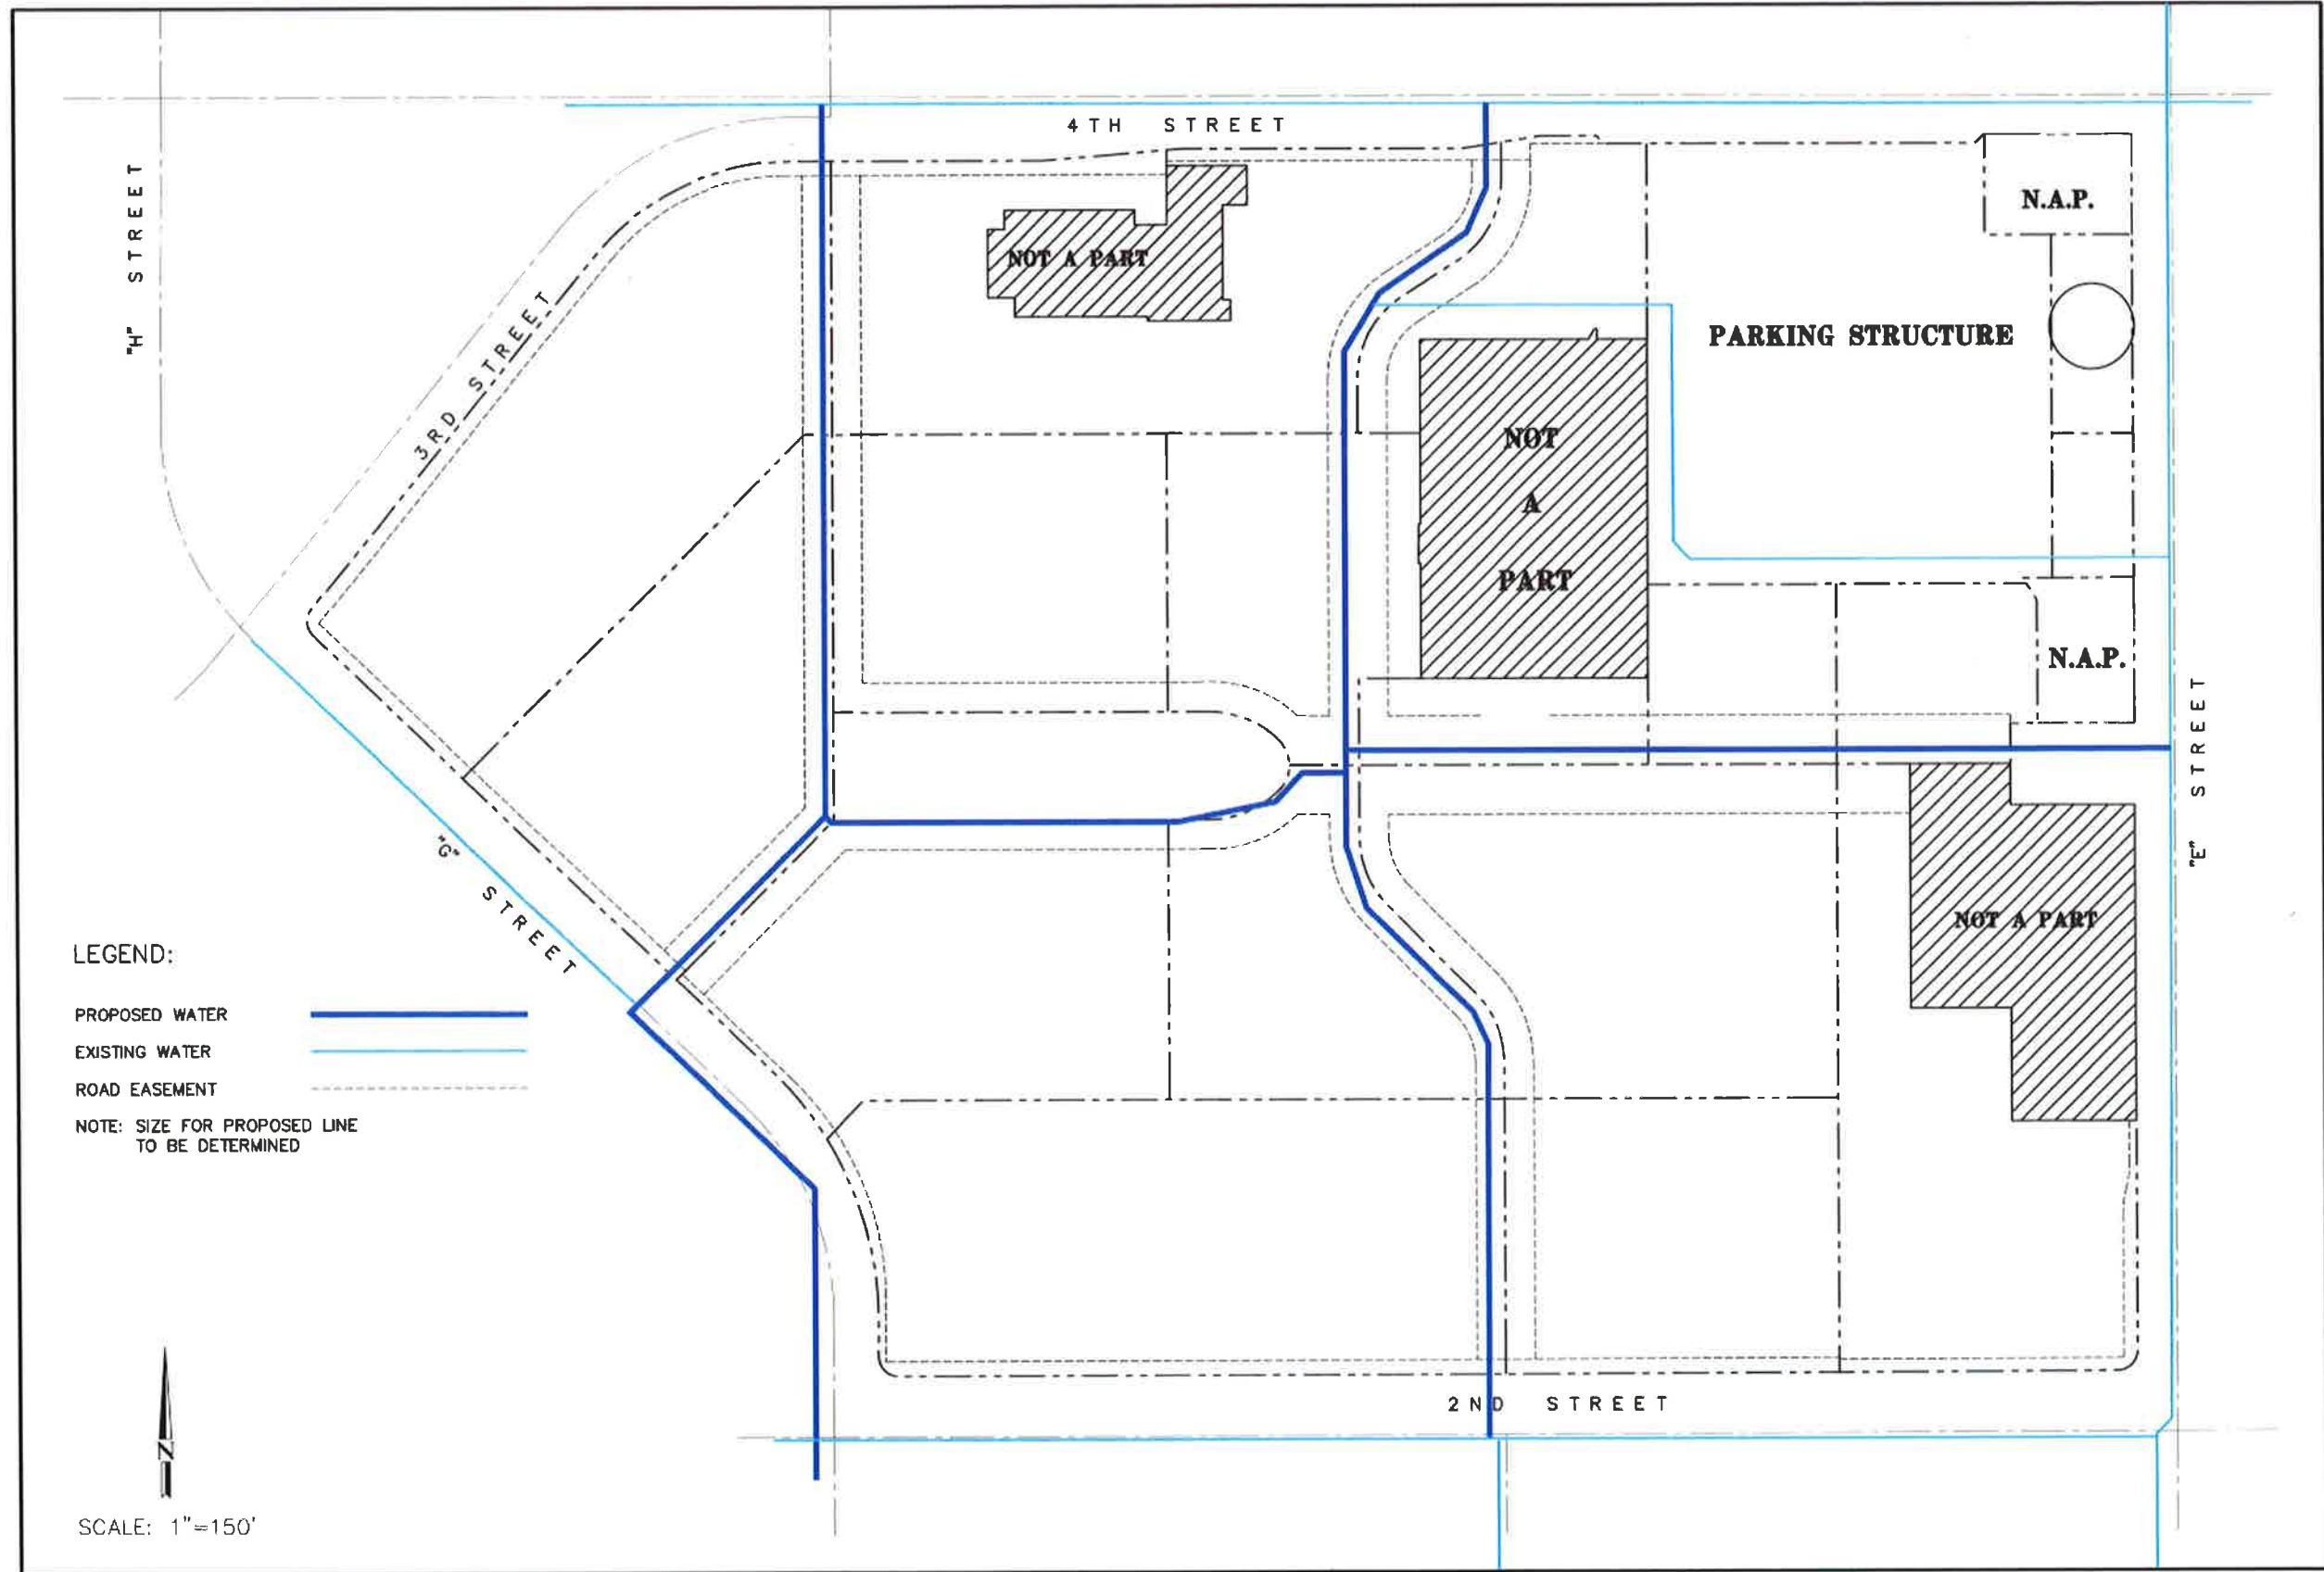 4TH STREET
"H" STREET
N.A.P.
NOT A PART
3RD STREET
PARKING STRUCTURE
NOT
A
PART
N.A.P.
"E" STREET
"G" STREET
NOT A PART
LEGEND:
PROPOSED WATER
EXISTING WATER
ROAD EASEMENT
NOTE: SIZE FOR PROPOSED LINE
TO BE DETERMINED
2ND STREET
N
SCALE: 1"=150'